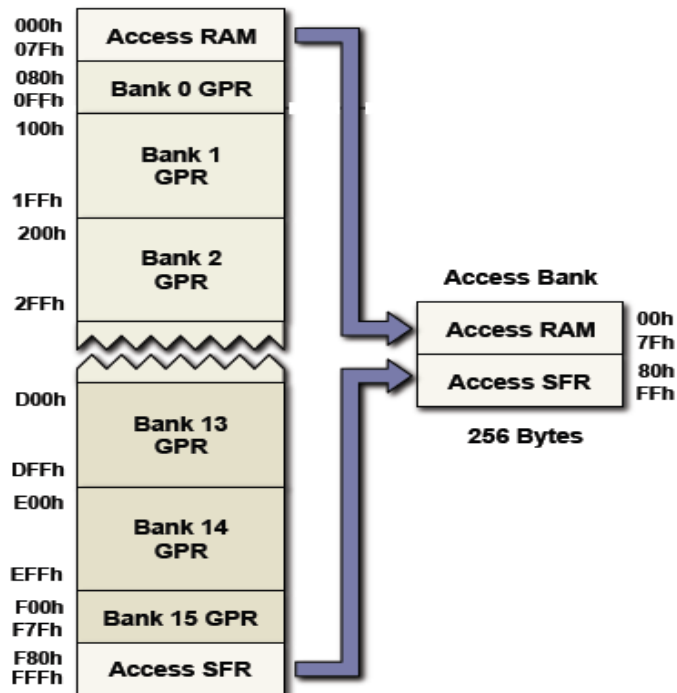 000h
07Fh
Access RAM
080h
0FFh
Bank 0 GPR
100h
1FFh
Bank 1
GPR
200h
2FFh
Bank 2
GPR
D00h
DFFh
Bank 13
GPR
E00h
EFFh
Bank 14
GPR
F00h
F7Fh
Bank 15 GPR
F80h
FFFh
Access SFR
Access Bank
Access RAM
00h
7Fh
Access SFR
80h
FFh
256 Bytes